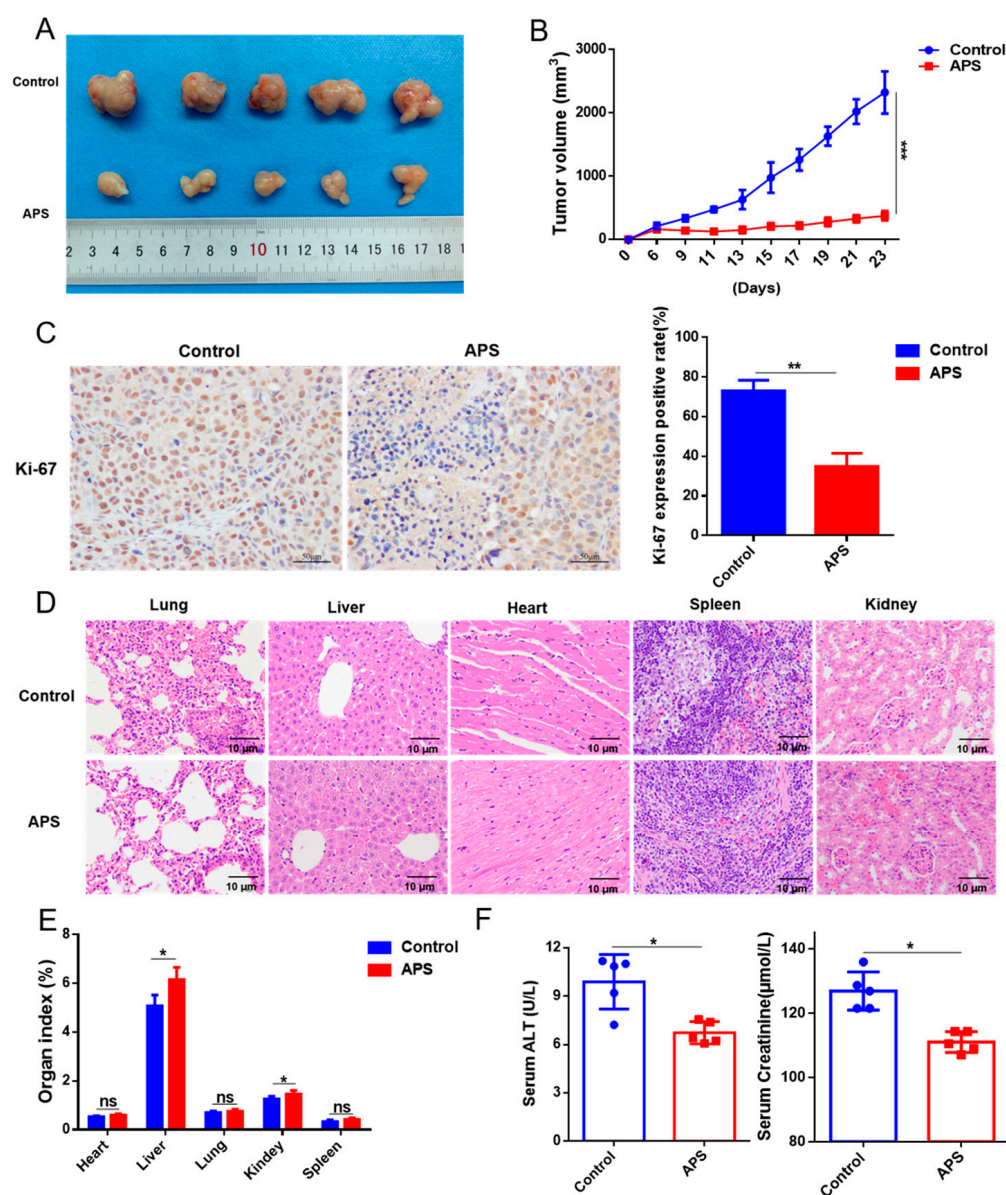 A
Control
APS
2 3 4 5 6 7 8 9 10 11 12 13 14 15 16 17 18
B
Tumor volume (mm³)
3000
2000
1000
0
Control
APS
***
0 6 9 11 13 15 17 19 21 23
(Days)
C
Control
APS
Ki-67
50μm
50μm
Ki-67 expression positive rate(%)
80
60
40
20
0
**
Control
APS
Control
APS
D
Lung
Liver
Heart
Spleen
Kidney
Control
10 μm
10 μm
10 μm
10 μm
10 μm
APS
10 μm
10 μm
10 μm
10 μm
10 μm
E
Organ index (%)
8
6
4
2
0
Control
APS
ns
*
ns
*
ns
Heart
Liver
Lung
Kindey
Spleen
F
Serum ALT (U/L)
12
9
6
3
0
*
Control
APS
Serum Creatinine(μmol/L)
140
120
100
80
*
Control
APS